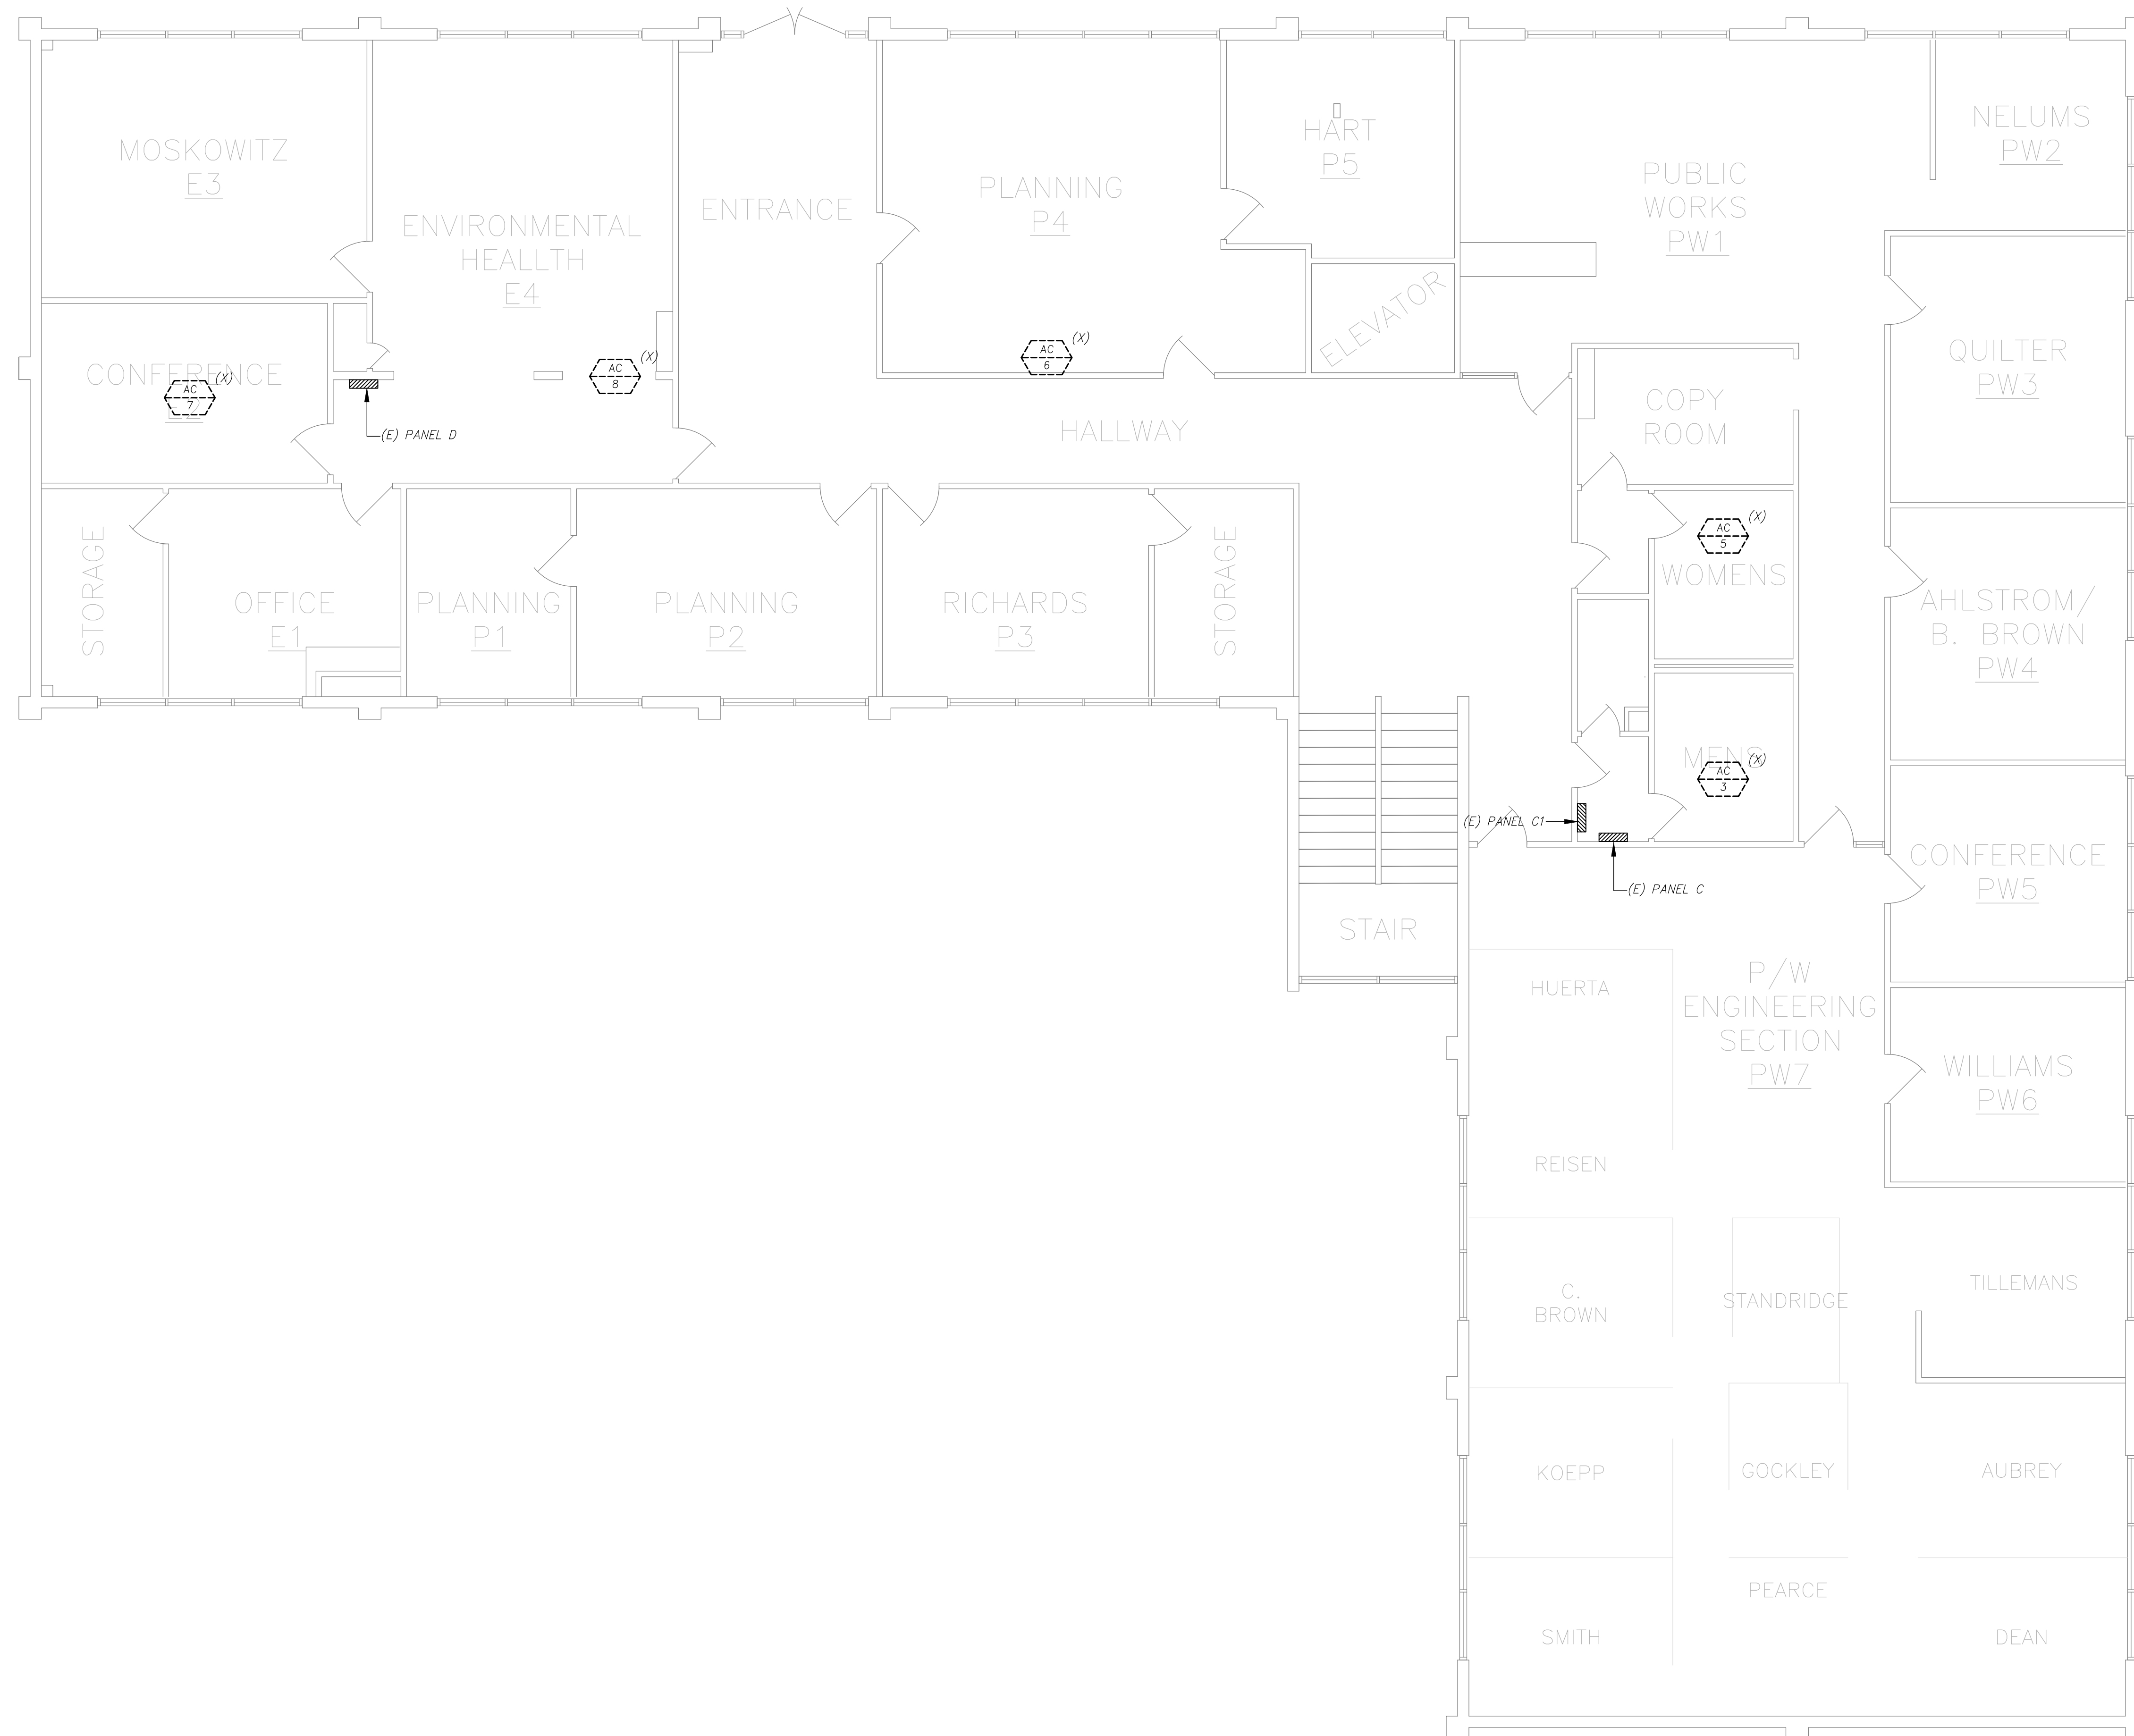 MOSKOWITZ
E3
ENVIRONMENTAL
HEALLTH
E4
ENTRANCE
PLANNING
P4
HART
P5
ELEVATOR
PUBLIC
WORKS
PW1
NELUMS
PW2
QUILTER
PW3
CONFERENCE
AC
7
(X)
(E) PANEL D
AC
8
(X)
AC
6
(X)
HALLWAY
COPY
ROOM
STORAGE
OFFICE
E1
PLANNING
P1
PLANNING
P2
RICHARDS
P3
STORAGE
AC
5
(X)
WOMENS
AHLSTROM/
B. BROWN
PW4
MENS
AC
3
(X)
(E) PANEL C1
(E) PANEL C
CONFERENCE
PW5
STAIR
HUERTA
P/W
ENGINEERING
SECTION
PW7
WILLIAMS
PW6
REISEN
C.
BROWN
STANDRIDGE
TILLEMANS
KOEPP
GOCKLEY
AUBREY
PEARCE
SMITH
DEAN